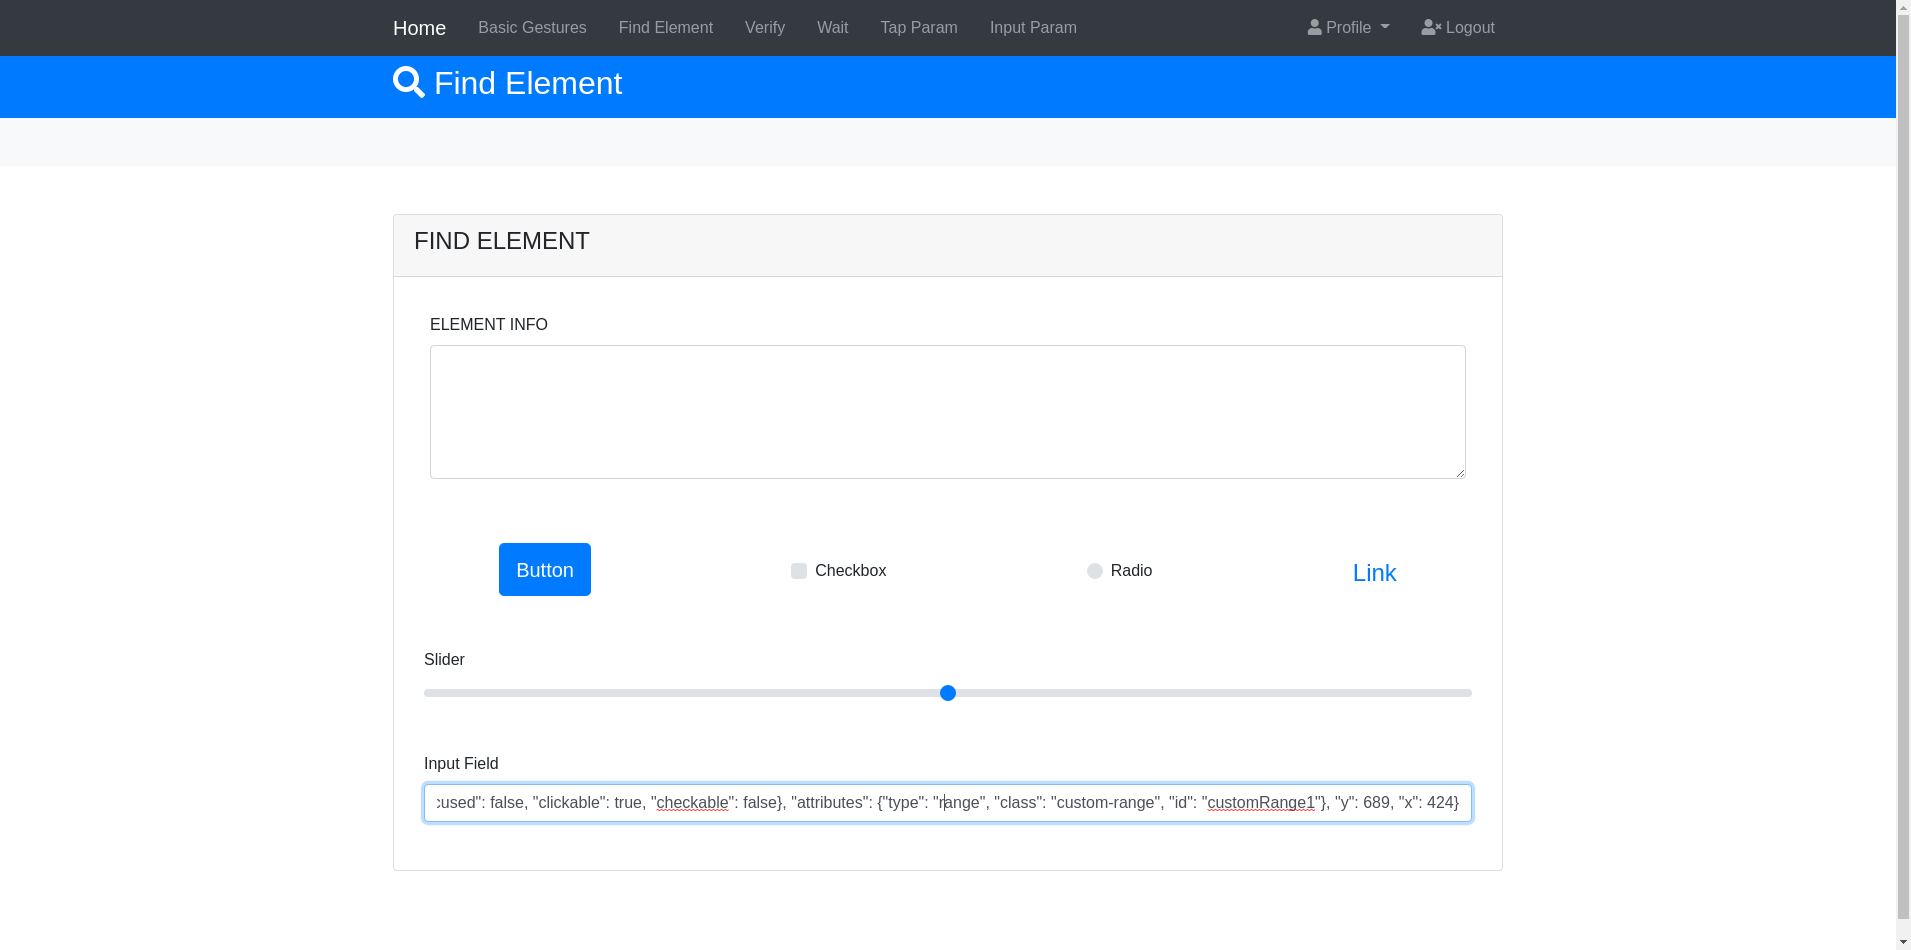 Home Basic Gestures Find Element Verify Wait Tap Param Input Param Profile Logout
Find Element
FIND ELEMENT
ELEMENT INFO
Button Checkbox Radio Link
Slider
Input Field
cused": false, "clickable": true, "checkable": false}, "attributes": {"type": "range", "class": "custom-range", "id": "customRange1"}, "y": 689, "x": 424}